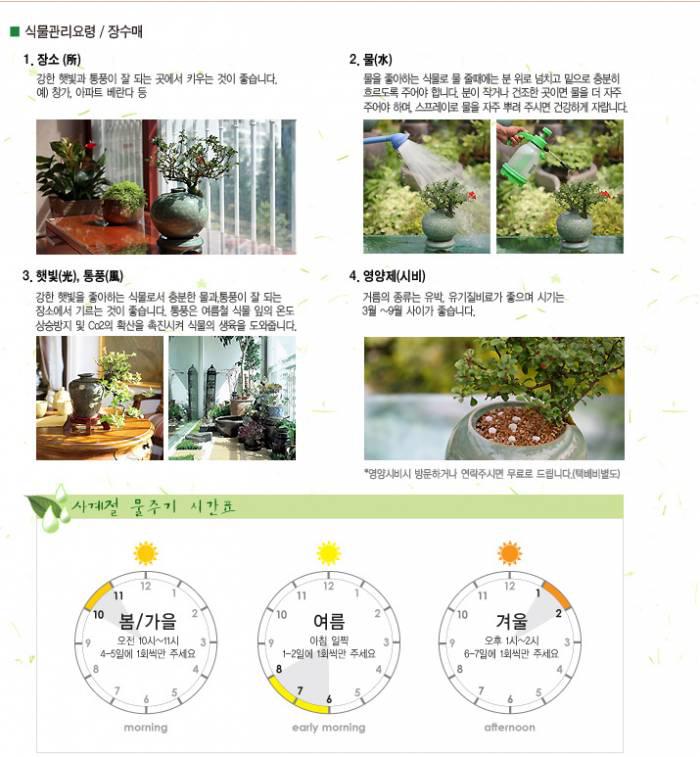 식물관리요령 / 장수매
1. 장소 (所)
강한 햇빛과 통풍이 잘 되는 곳에서 키우는 것이 좋습니다.
예) 창가, 아파트 베란다 등
2. 물(水)
물을 좋아하는 식물로 물 줄때에는 분 위로 넘치고 밑으로 충분히
흐르도록 주어야 합니다. 분이 작거나 건조한 곳이면 물을 더 자주
주어야 하며, 스프레이로 물을 자주 뿌려 주시면 건강하게 자랍니다.
3. 햇빛(光), 통풍(風)
강한 햇빛을 좋아하는 식물로서 충분한 물과,통풍이 잘 되는
장소에서 기르는 것이 좋습니다. 통풍은 여름철 식물 잎의 온도
상승방지 및 Co2의 확산을 촉진시켜 식물의 생육을 도와줍니다.
4. 영양제(시비)
거름의 종류는 유박, 유기질비료가 좋으며 시기는
3월 ~9월 사이가 좋습니다.
*영양시비시 방문하거나 연락주시면 무료로 드립니다.(택배비별도)
사계절 물주기 시간표
12 1 2 3 4 5 6 7 8 9 10 11
봄/가을
오전 10시~11시
4-5일에 1회씩만 주세요
morning
12 1 2 3 4 5 6 7 8 9 10 11
여름
아침 일찍
1-2일에 1회씩만 주세요
early morning
12 1 2 3 4 5 6 7 8 9 10 11
겨울
오후 1시~2시
6-7일에 1회씩만 주세요
afternoon